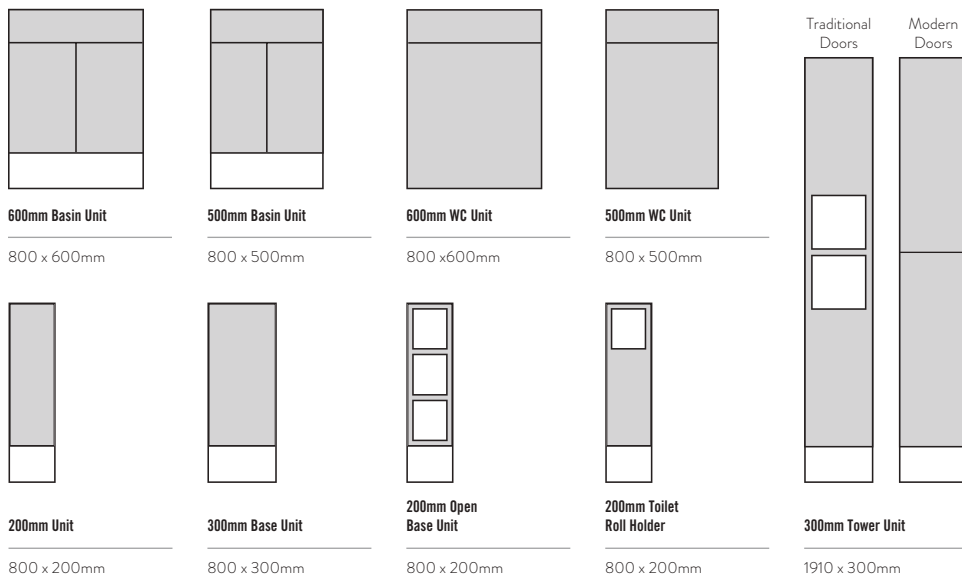 Traditional
Doors
Modern
Doors
600mm Basin Unit
800 x 600mm
500mm Basin Unit
800 x 500mm
600mm WC Unit
800 x600mm
500mm WC Unit
800 x 500mm
200mm Unit
800 x 200mm
300mm Base Unit
800 x 300mm
200mm Open
Base Unit
800 x 200mm
200mm Toilet
Roll Holder
800 x 200mm
300mm Tower Unit
1910 x 300mm